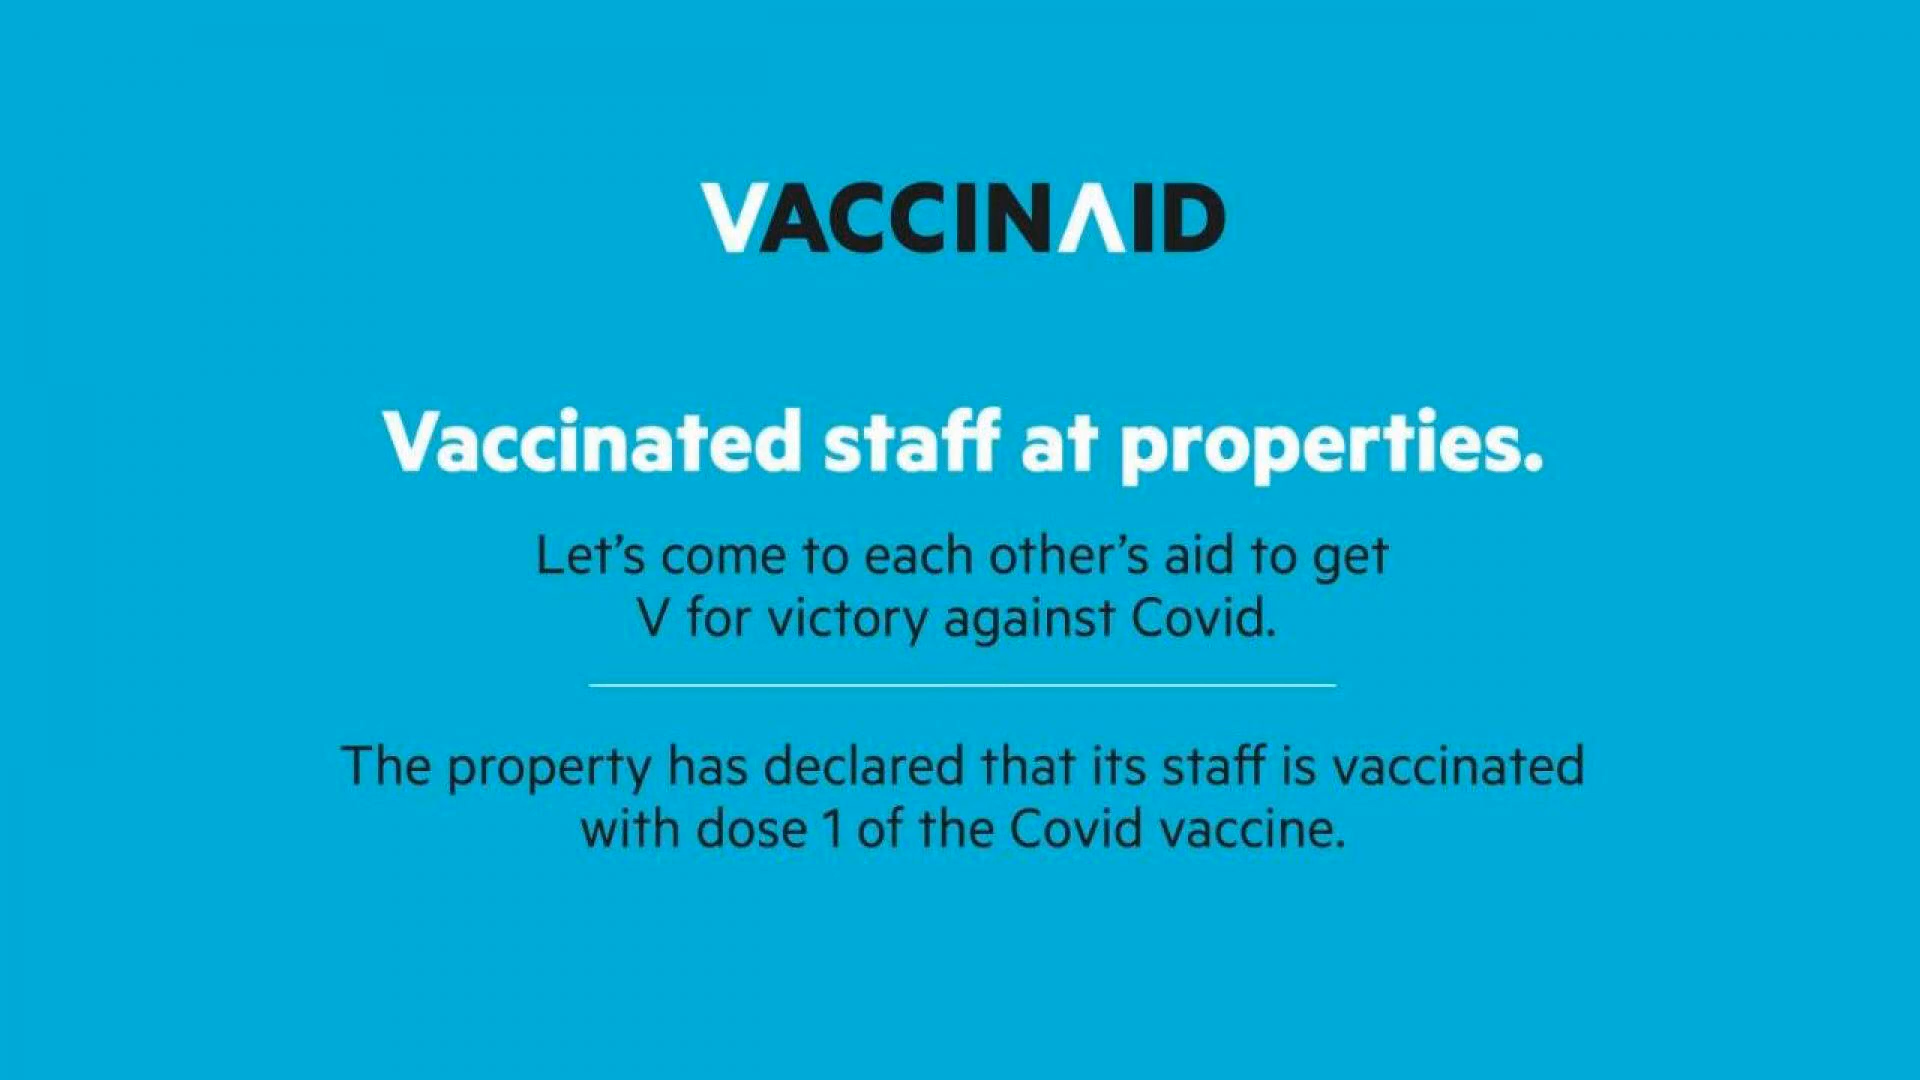 VACCINAID
Vaccinated staff at properties.
Let’s come to each other’s aid to get
V for victory against Covid.
The property has declared that its staff is vaccinated
with dose 1 of the Covid vaccine.